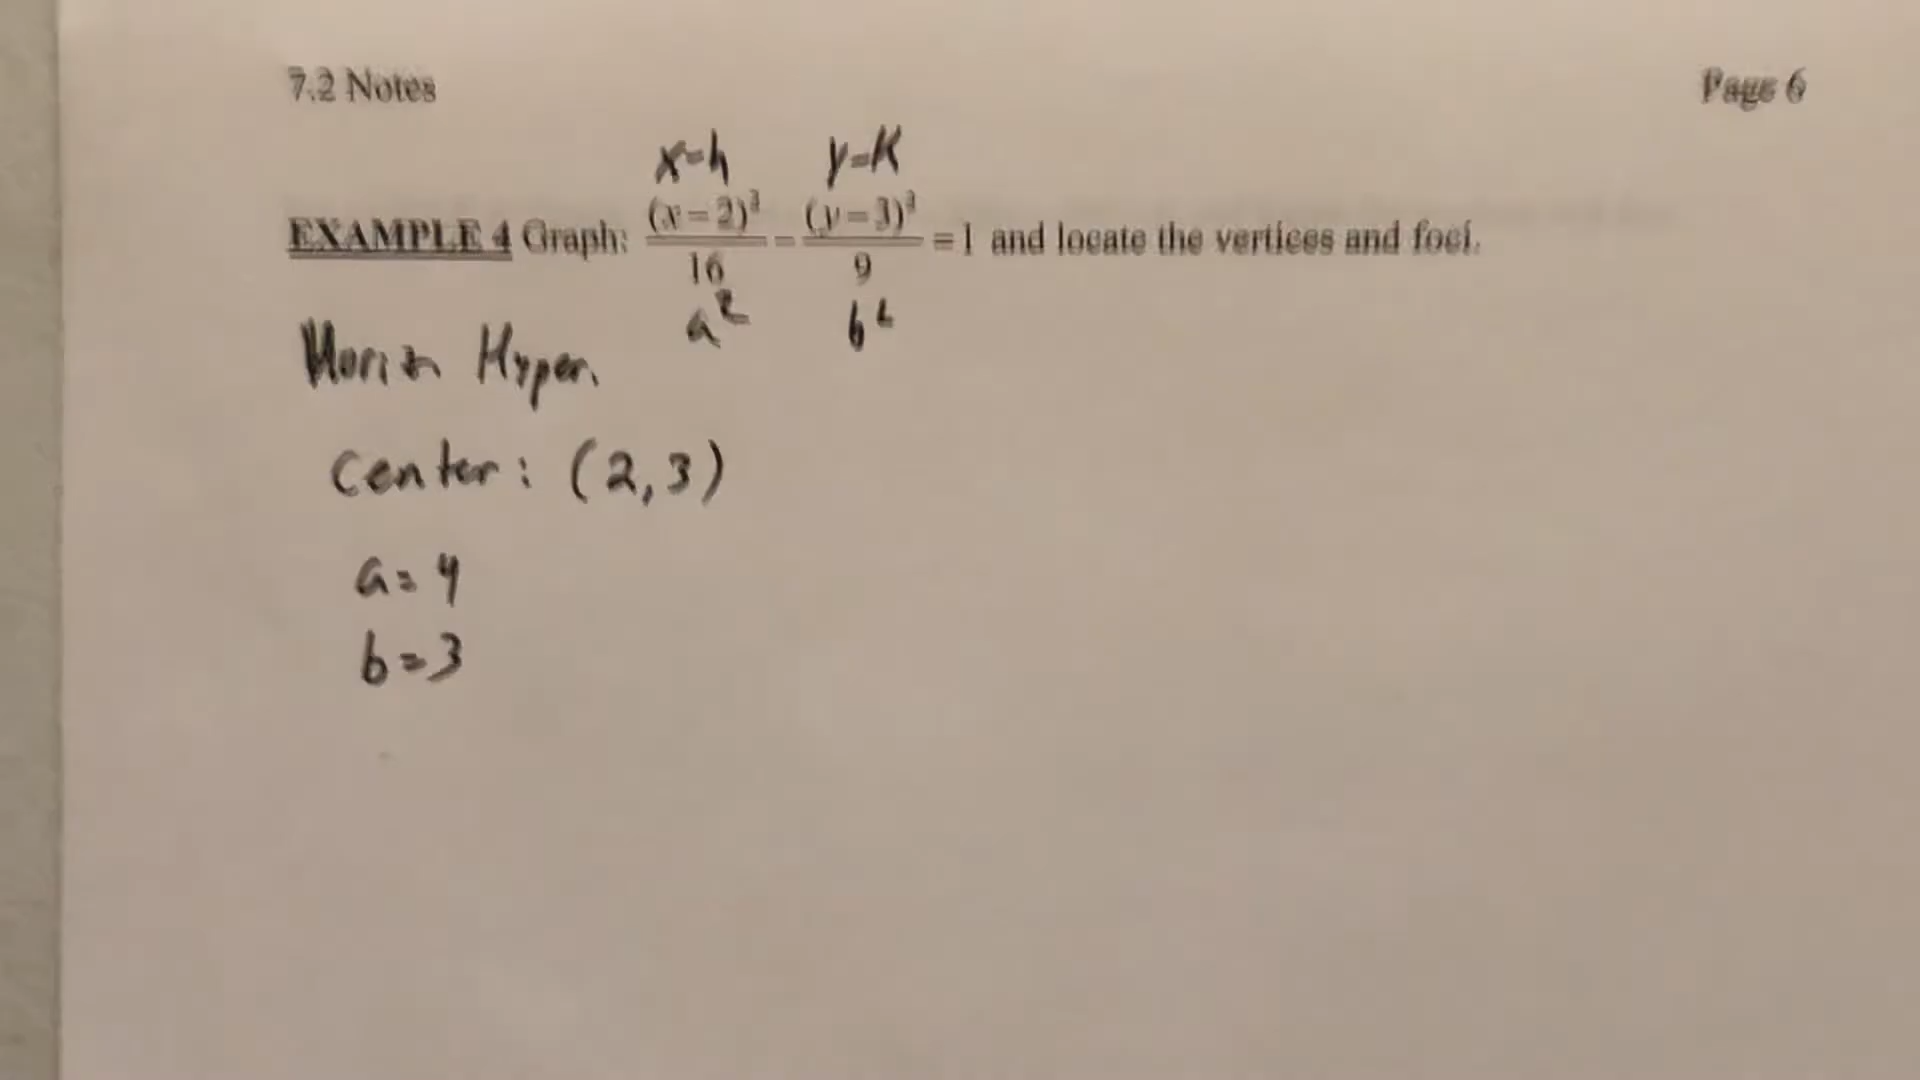 7.2 Notes
Page 6
x-h y-k
EXAMPLE 4 Graph: (x-2)²/16 - (y-3)²/9 = 1 and locate the vertices and foci.
a² b²
Horiz Hyper.
Center: (2,3)
a=4
b=3